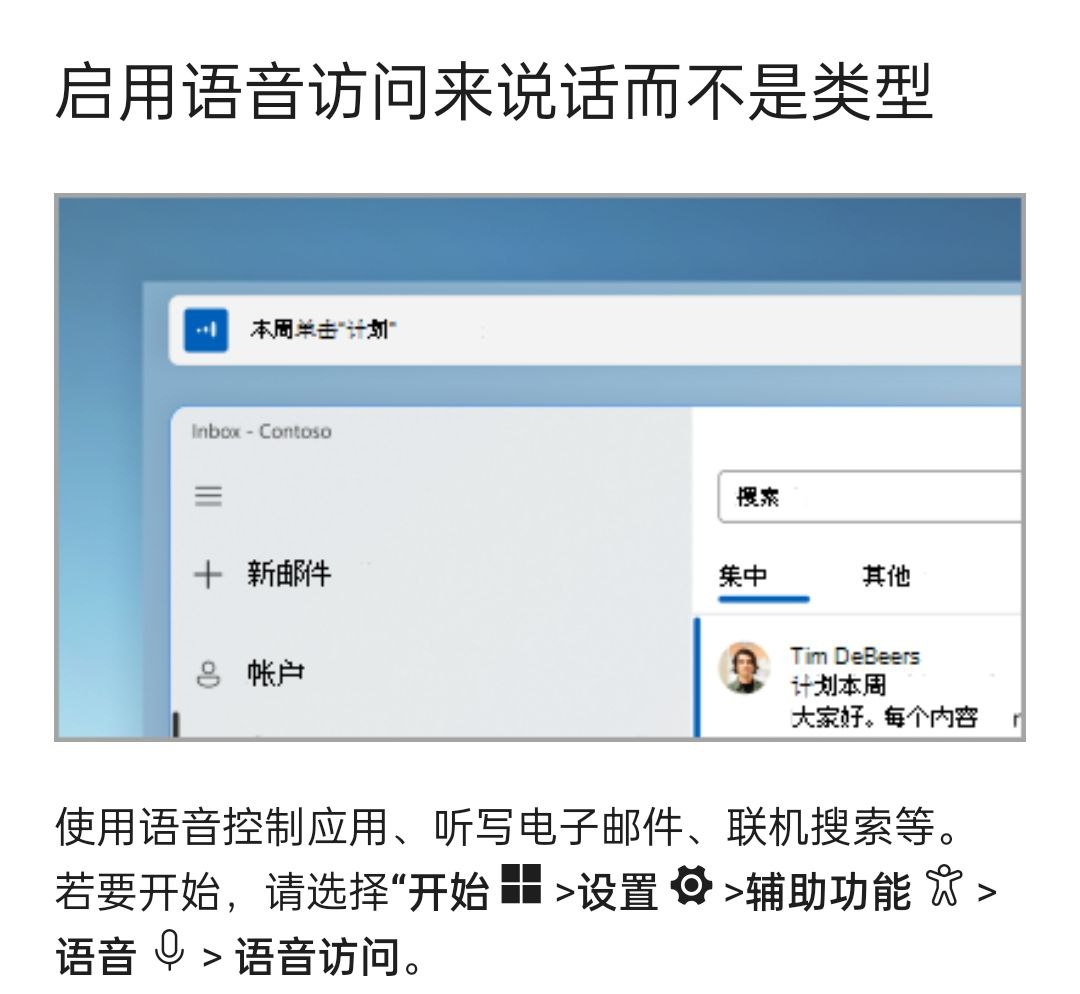 启用语音访问来说话而不是类型
本周单击"计划"
Inbox - Contoso
搜索
新邮件
集中 其他
帐户
Tim DeBeers
计划本周
大家好。每个内容
使用语音控制应用、听写电子邮件、联机搜索等。
若要开始，请选择“开始 >设置 >辅助功能 >
语音 > 语音访问。